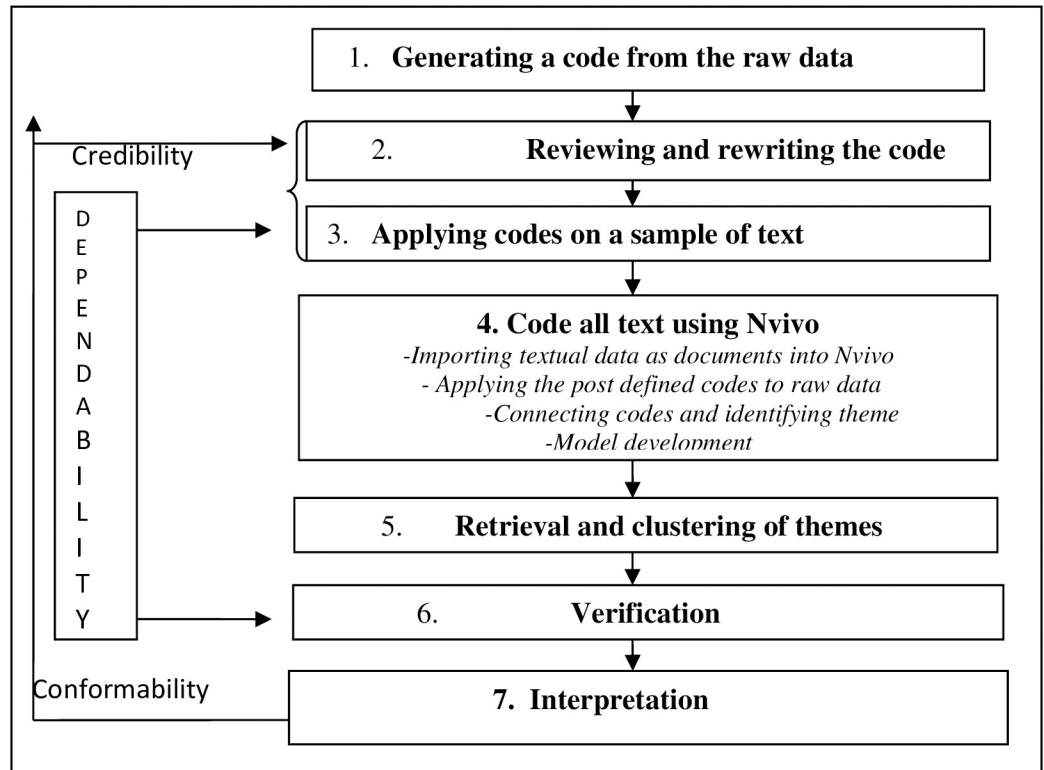 1. Generating a code from the raw data
Credibility
2. Reviewing and rewriting the code
3. Applying codes on a sample of text
DEPENDABILITY
4. Code all text using Nvivo
-Importing textual data as documents into Nvivo
- Applying the post defined codes to raw data
-Connecting codes and identifying theme
-Model development
5. Retrieval and clustering of themes
6. Verification
Conformability
7. Interpretation